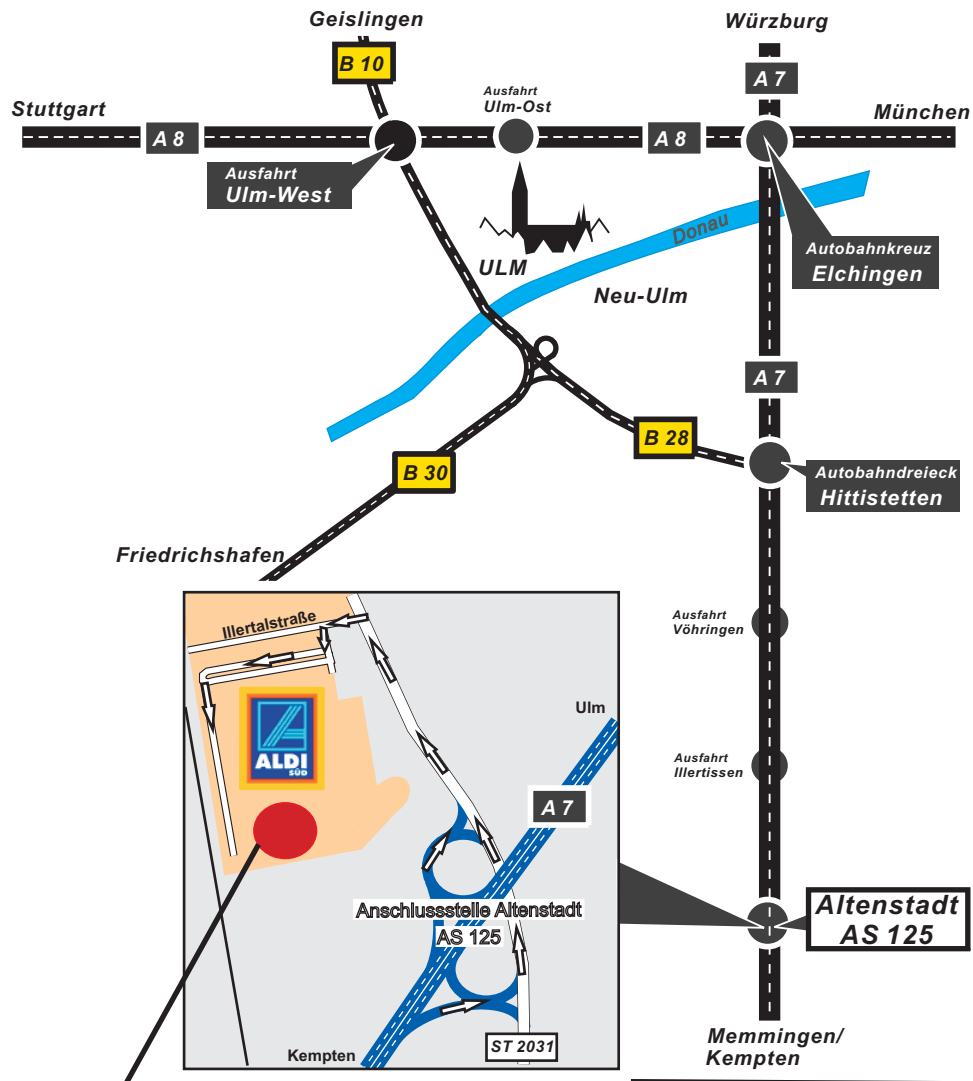 Geislingen
Würzburg
B 10
A 7
Ausfahrt
Ulm-Ost
Stuttgart
München
A 8
A 8
Ausfahrt
Ulm-West
Donau
Autobahnkreuz
Elchingen
ULM
Neu-Ulm
A 7
B 28
B 30
Autobahndreieck
Hittistetten
Friedrichshafen
Ausfahrt
Vöhringen
Illertalstraße
Ulm
ALDI
SÜD
Ausfahrt
Illertissen
A 7
Anschlussstelle Altenstadt
AS 125
Altenstadt
AS 125
Kempten
ST 2031
Memmingen/
Kempten